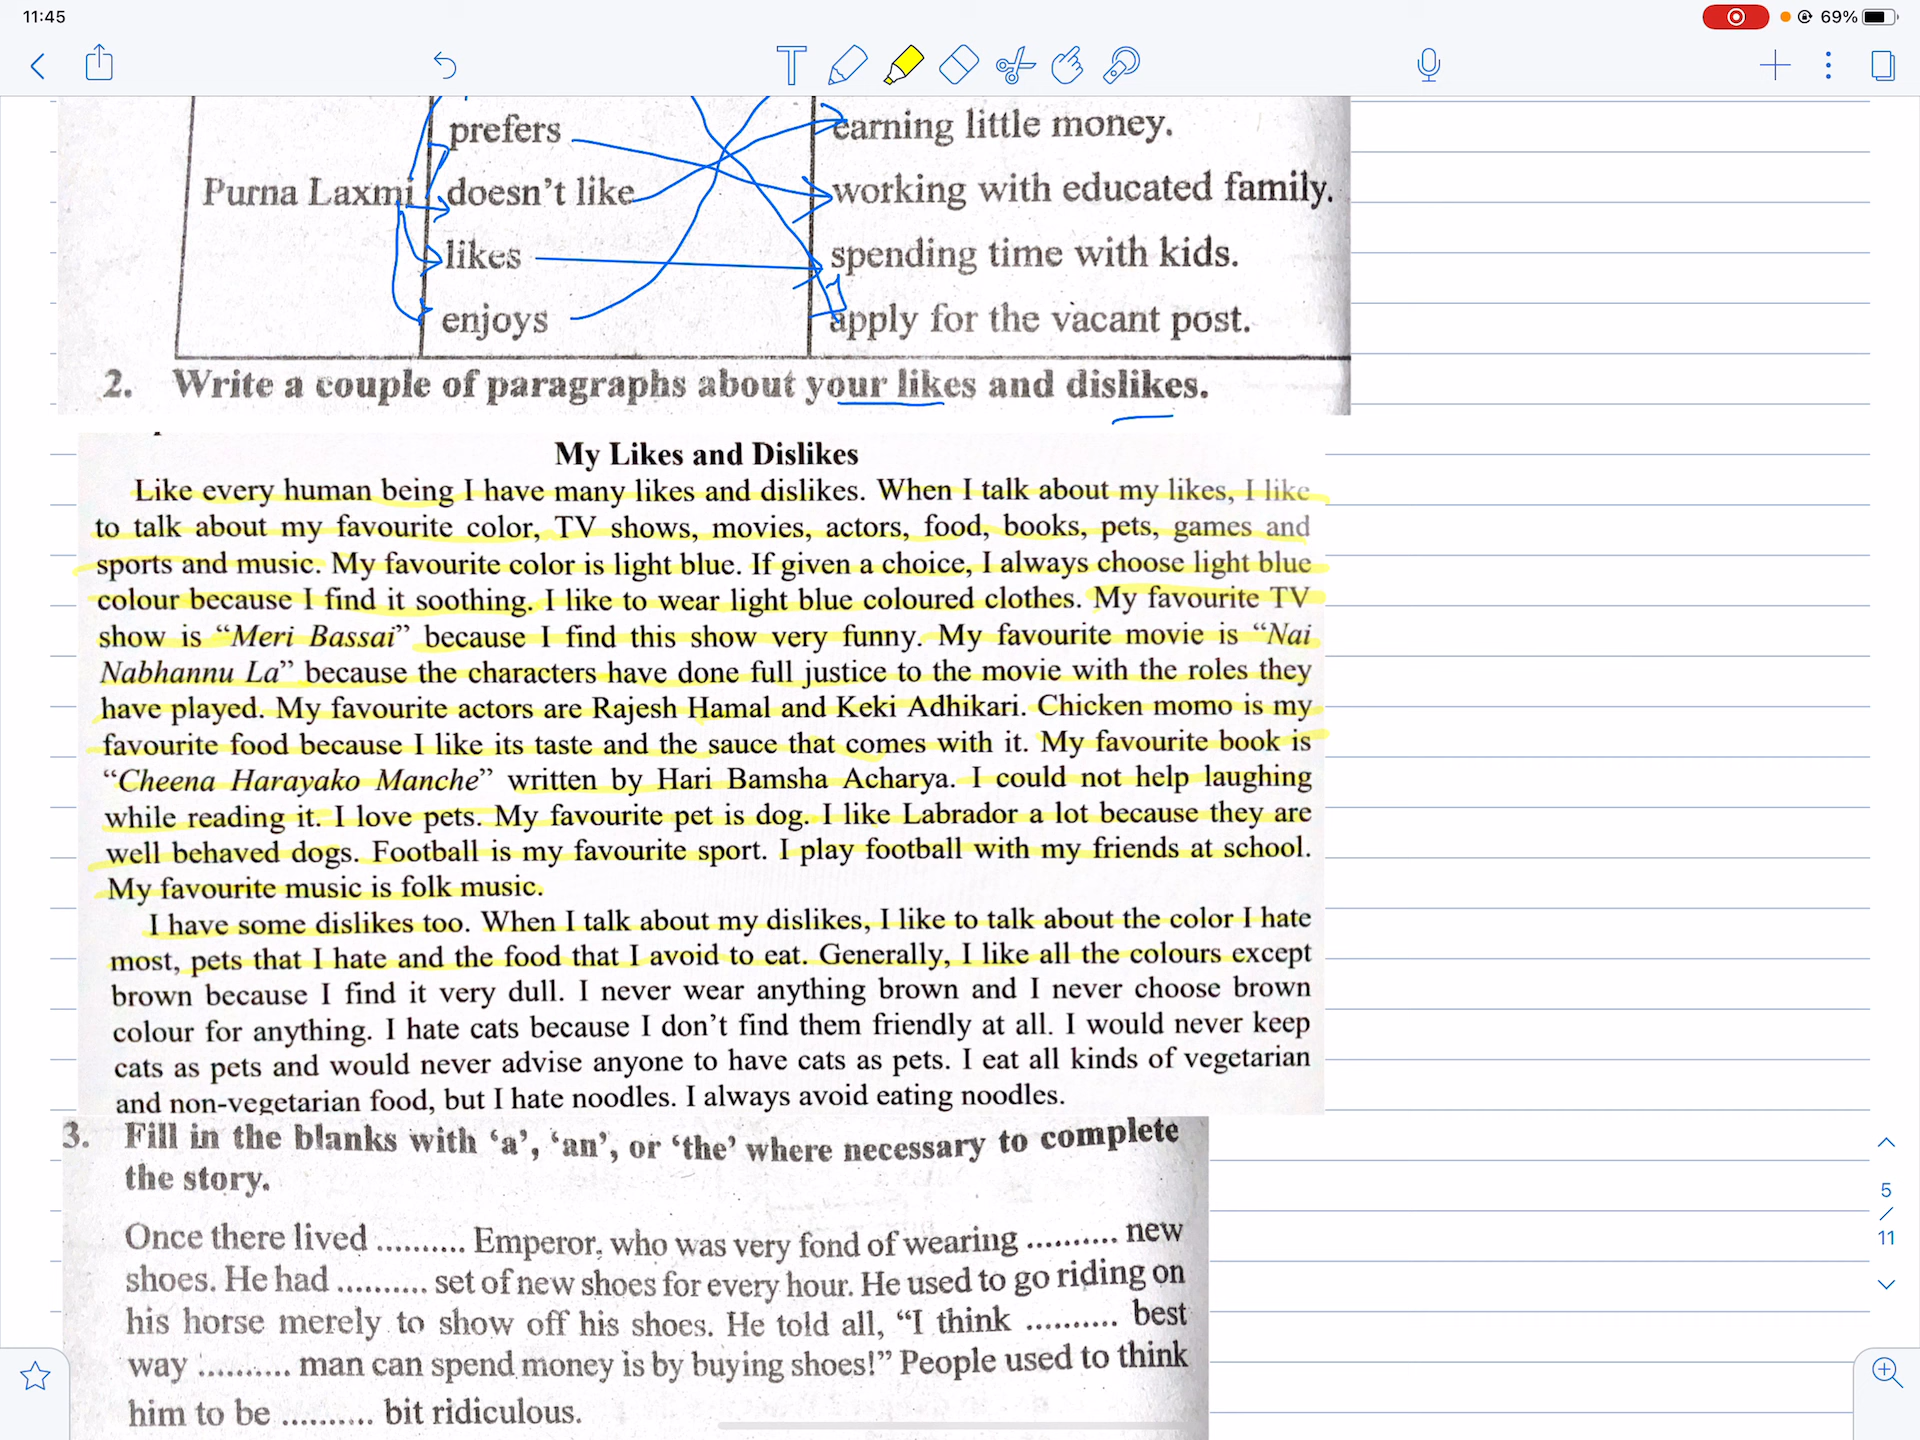 11:45
69%
prefers
earning little money.
Purna Laxmi
doesn't like
working with educated family.
likes
spending time with kids.
enjoys
apply for the vacant post.
2. Write a couple of paragraphs about your likes and dislikes.
My Likes and Dislikes
Like every human being I have many likes and dislikes. When I talk about my likes, I like
to talk about my favourite color, TV shows, movies, actors, food, books, pets, games and
sports and music. My favourite color is light blue. If given a choice, I always choose light blue
colour because I find it soothing. I like to wear light blue coloured clothes. My favourite TV
show is “Meri Bassai” because I find this show very funny. My favourite movie is “Nai
Nabhannu La” because the characters have done full justice to the movie with the roles they
have played. My favourite actors are Rajesh Hamal and Keki Adhikari. Chicken momo is my
favourite food because I like its taste and the sauce that comes with it. My favourite book is
“Cheena Harayako Manche” written by Hari Bamsha Acharya. I could not help laughing
while reading it. I love pets. My favourite pet is dog. I like Labrador a lot because they are
well behaved dogs. Football is my favourite sport. I play football with my friends at school.
My favourite music is folk music.
I have some dislikes too. When I talk about my dislikes, I like to talk about the color I hate
most, pets that I hate and the food that I avoid to eat. Generally, I like all the colours except
brown because I find it very dull. I never wear anything brown and I never choose brown
colour for anything. I hate cats because I don't find them friendly at all. I would never keep
cats as pets and would never advise anyone to have cats as pets. I eat all kinds of vegetarian
and non-vegetarian food, but I hate noodles. I always avoid eating noodles.
3. Fill in the blanks with ‘a’, ‘an’, or ‘the’ where necessary to complete
the story.
Once there lived .......... Emperor, who was very fond of wearing .......... new
shoes. He had .......... set of new shoes for every hour. He used to go riding on
his horse merely to show off his shoes. He told all, “I think .......... best
way .......... man can spend money is by buying shoes!” People used to think
him to be .......... bit ridiculous.
5
/
11